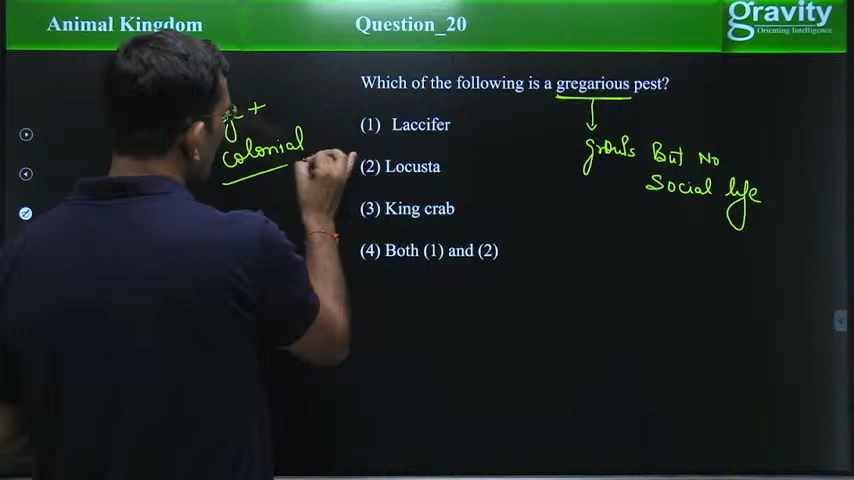 Animal Kingdom
Question_20
gravity
Orienting Intelligence
Which of the following is a gregarious pest?
(1) Laccifer
(2) Locusta
(3) King crab
(4) Both (1) and (2)
colonial
groups But No
Social life